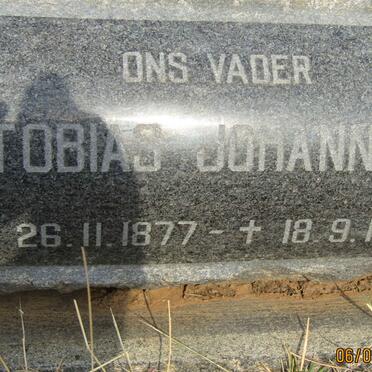 ONS VADER
TOBIAS JOHANN
26.11.1877 - † 18.9.1
06/0